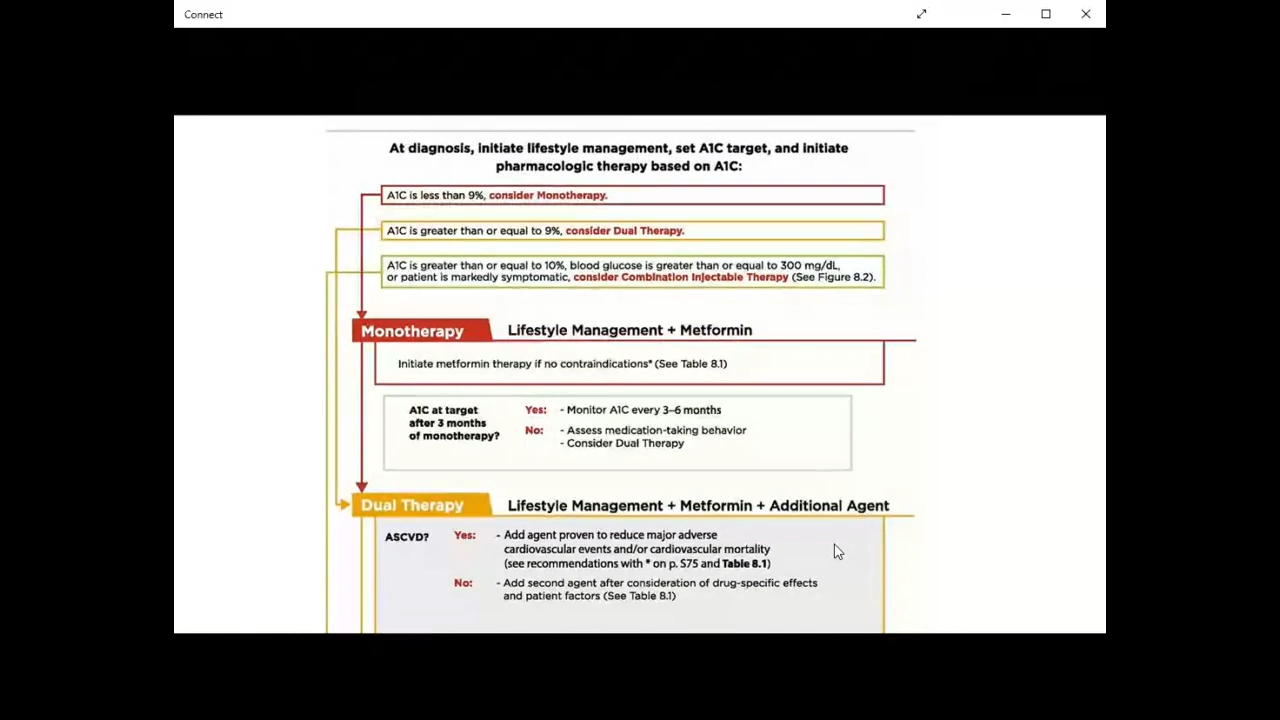 Connect
At diagnosis, initiate lifestyle management, set A1C target, and initiate
pharmacologic therapy based on A1C:
A1C is less than 9%, consider Monotherapy.
A1C is greater than or equal to 9%, consider Dual Therapy.
A1C is greater than or equal to 10%, blood glucose is greater than or equal to 300 mg/dL,
or patient is markedly symptomatic, consider Combination Injectable Therapy (See Figure 8.2).
Monotherapy Lifestyle Management + Metformin
Initiate metformin therapy if no contraindications* (See Table 8.1)
A1C at target
after 3 months
of monotherapy?
Yes: - Monitor A1C every 3–6 months
No: - Assess medication-taking behavior
- Consider Dual Therapy
Dual Therapy Lifestyle Management + Metformin + Additional Agent
ASCVD? Yes: - Add agent proven to reduce major adverse
cardiovascular events and/or cardiovascular mortality
(see recommendations with * on p. S75 and Table 8.1)
No: - Add second agent after consideration of drug-specific effects
and patient factors (See Table 8.1)